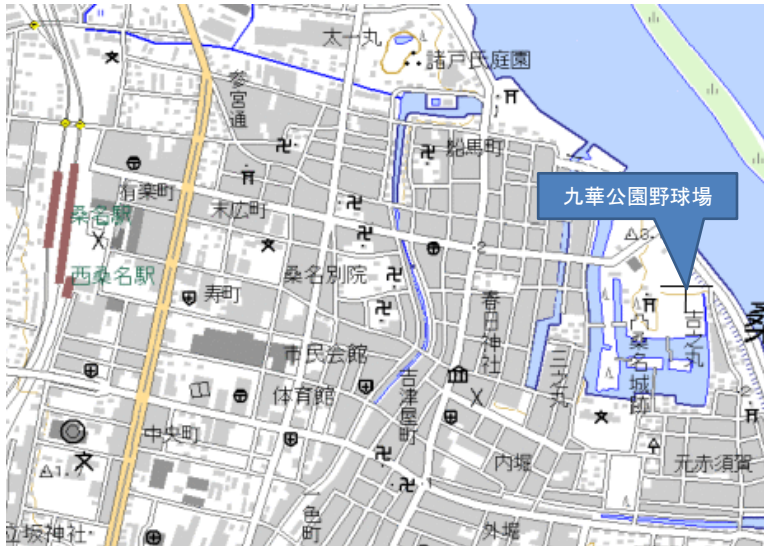 太一丸
諸戸氏庭園
参宮通
船馬町
有楽町
末広町
九華公園野球場
桑名駅
西桑名駅
桑名別院
寿町
春日神社
吉之丸
桑名城跡
三之丸
市民会館
体育館
吉津屋町
中央町
内堀
元赤須賀
一色町
外堀
立坂神社